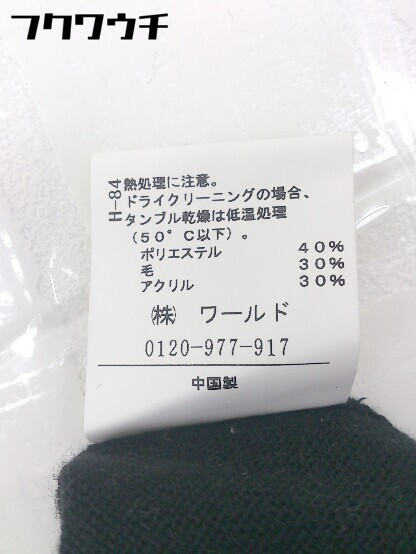 フクワウチ
H-84
熱処理に注意。
ドライクリーニングの場合、
タンブル乾燥は低温処理
(50°C以下)。
ポリエステル 40%
毛 30%
アクリル 30%
㈱ ワールド
0120-977-917
中国製